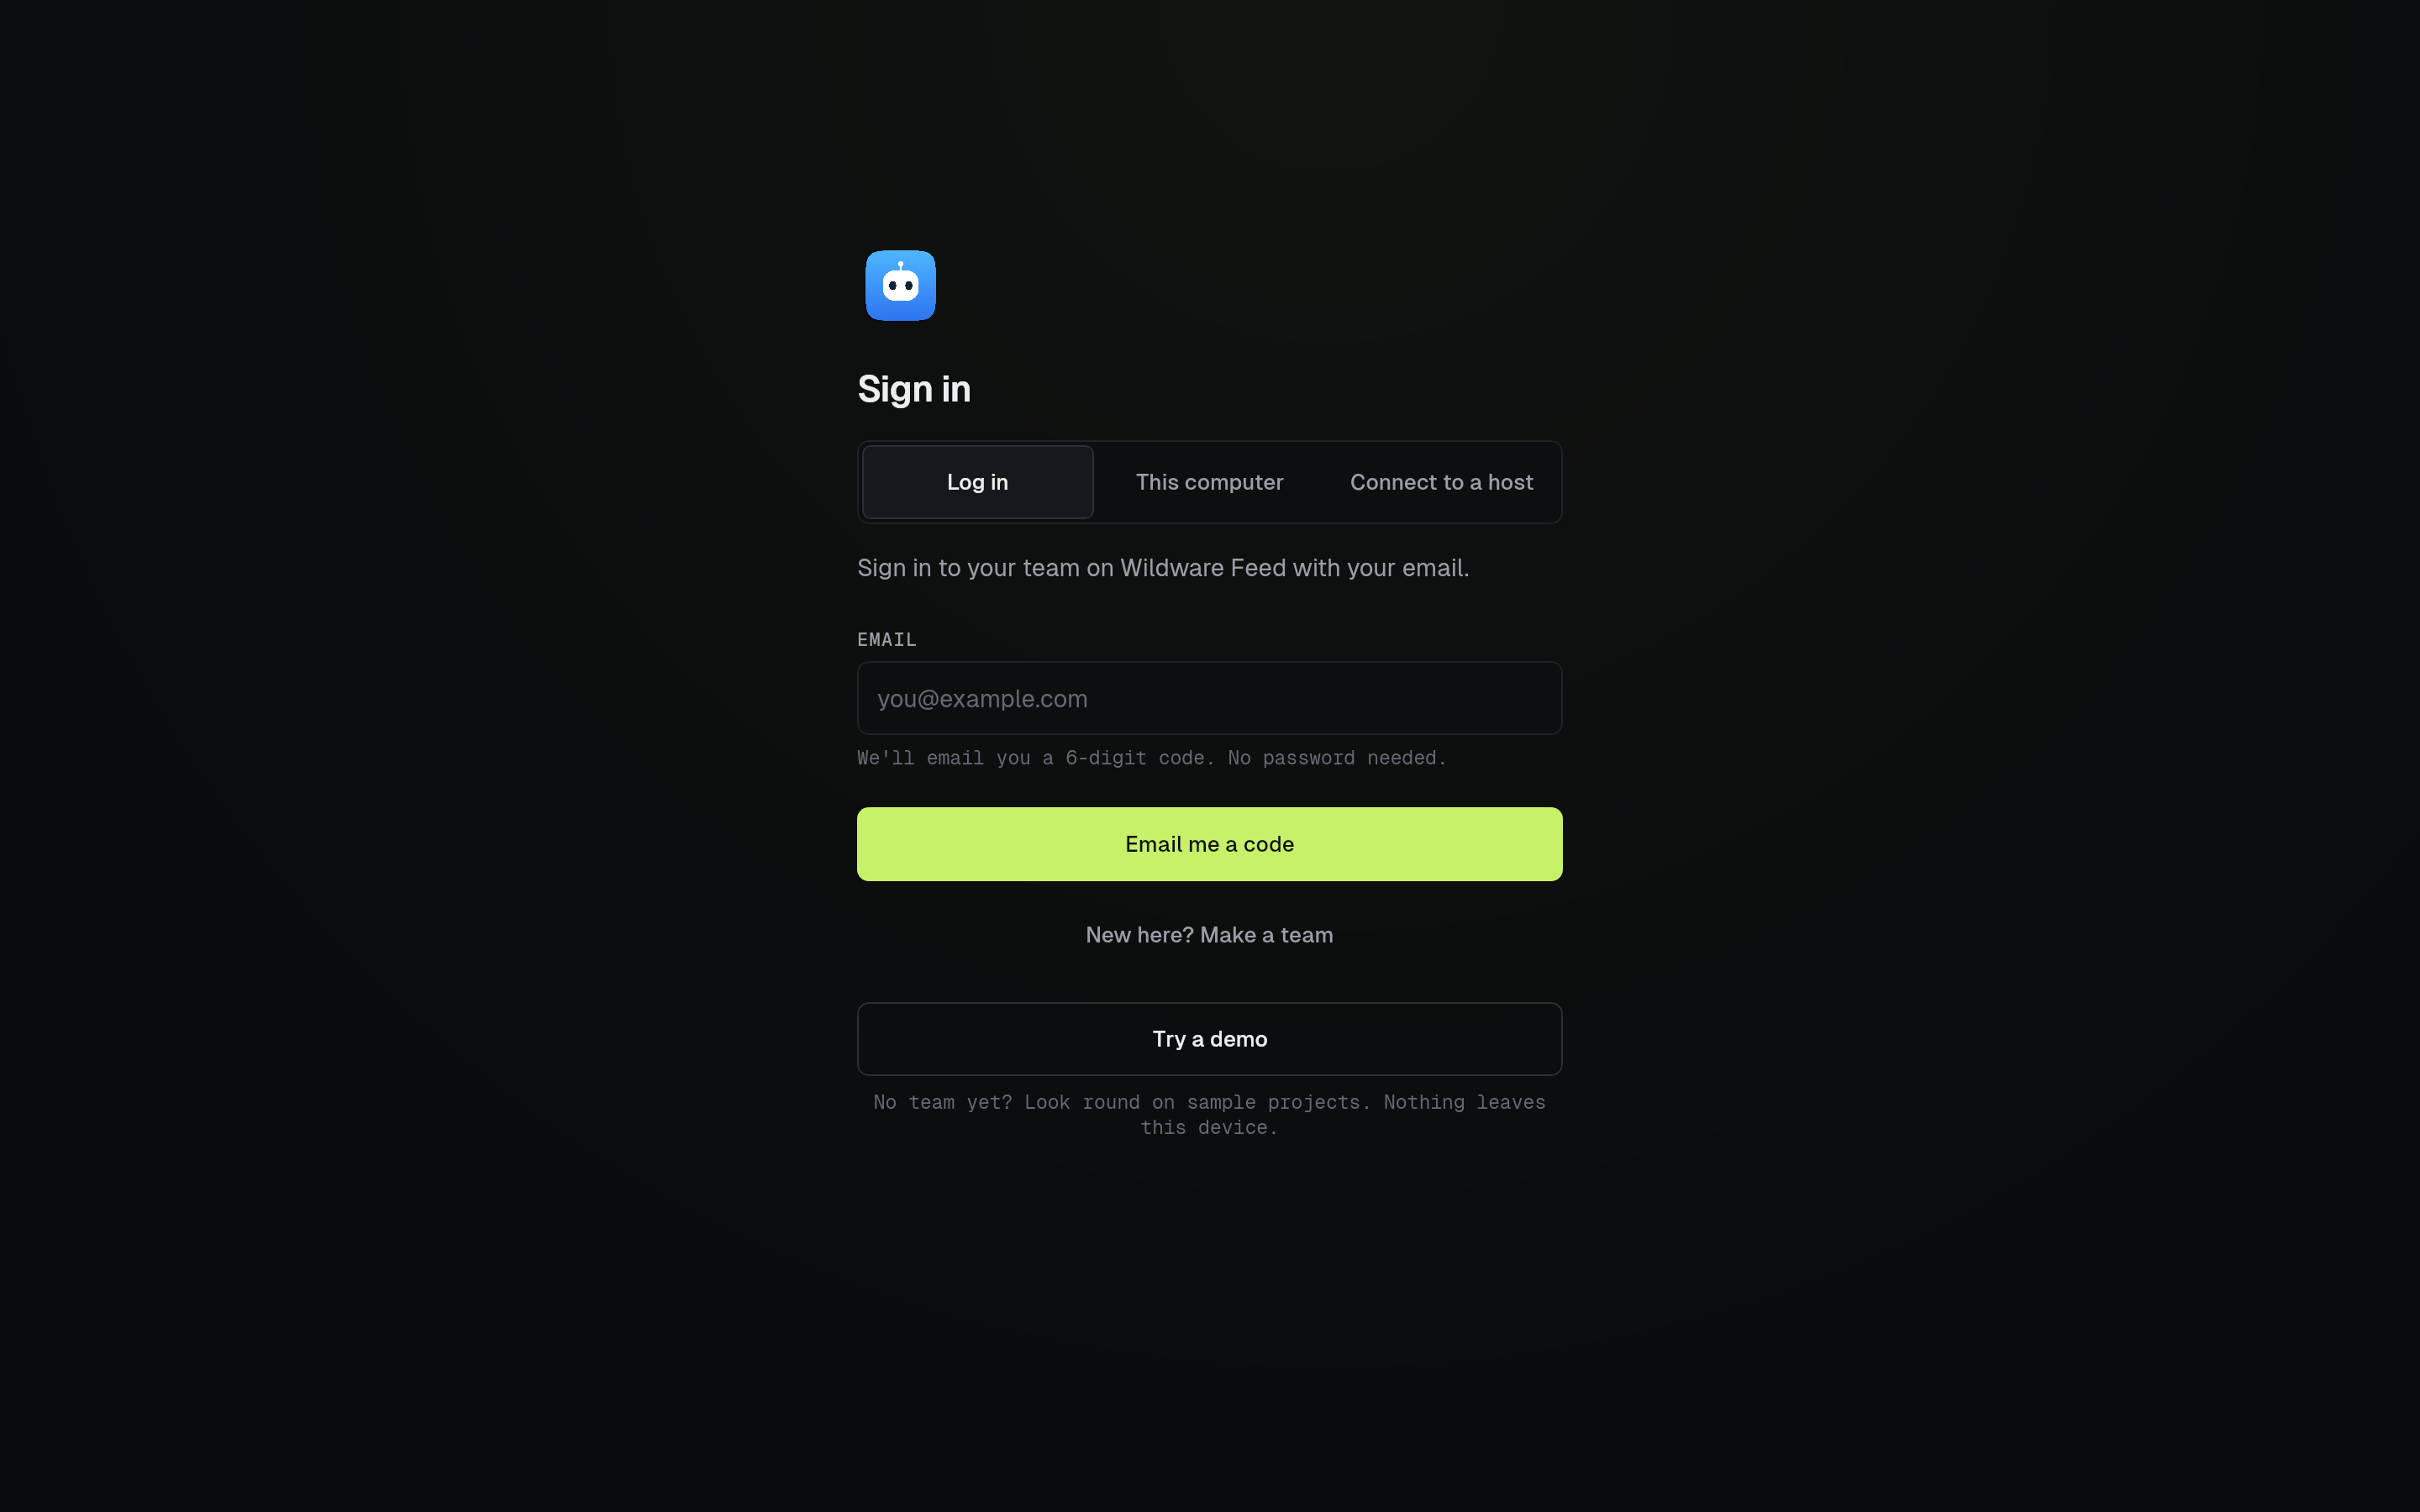 Sign in
Log in
This computer
Connect to a host
Sign in to your team on Wildware Feed with your email.
EMAIL
you@example.com
We'll email you a 6-digit code. No password needed.
Email me a code
New here? Make a team
Try a demo
No team yet? Look round on sample projects. Nothing leaves
this device.